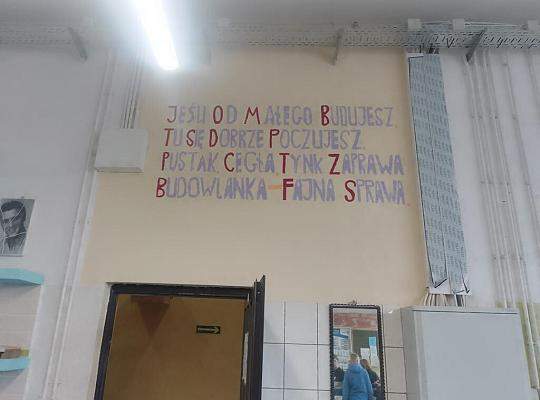 JEŚLI OD MAŁEGO BUDUJESZ,
TU SIĘ DOBRZE POCZUJESZ.
PUSTAK, CEGŁA, TYNK ZAPRAWA
BUDOWLANKA-FAJNA SPRAWA.